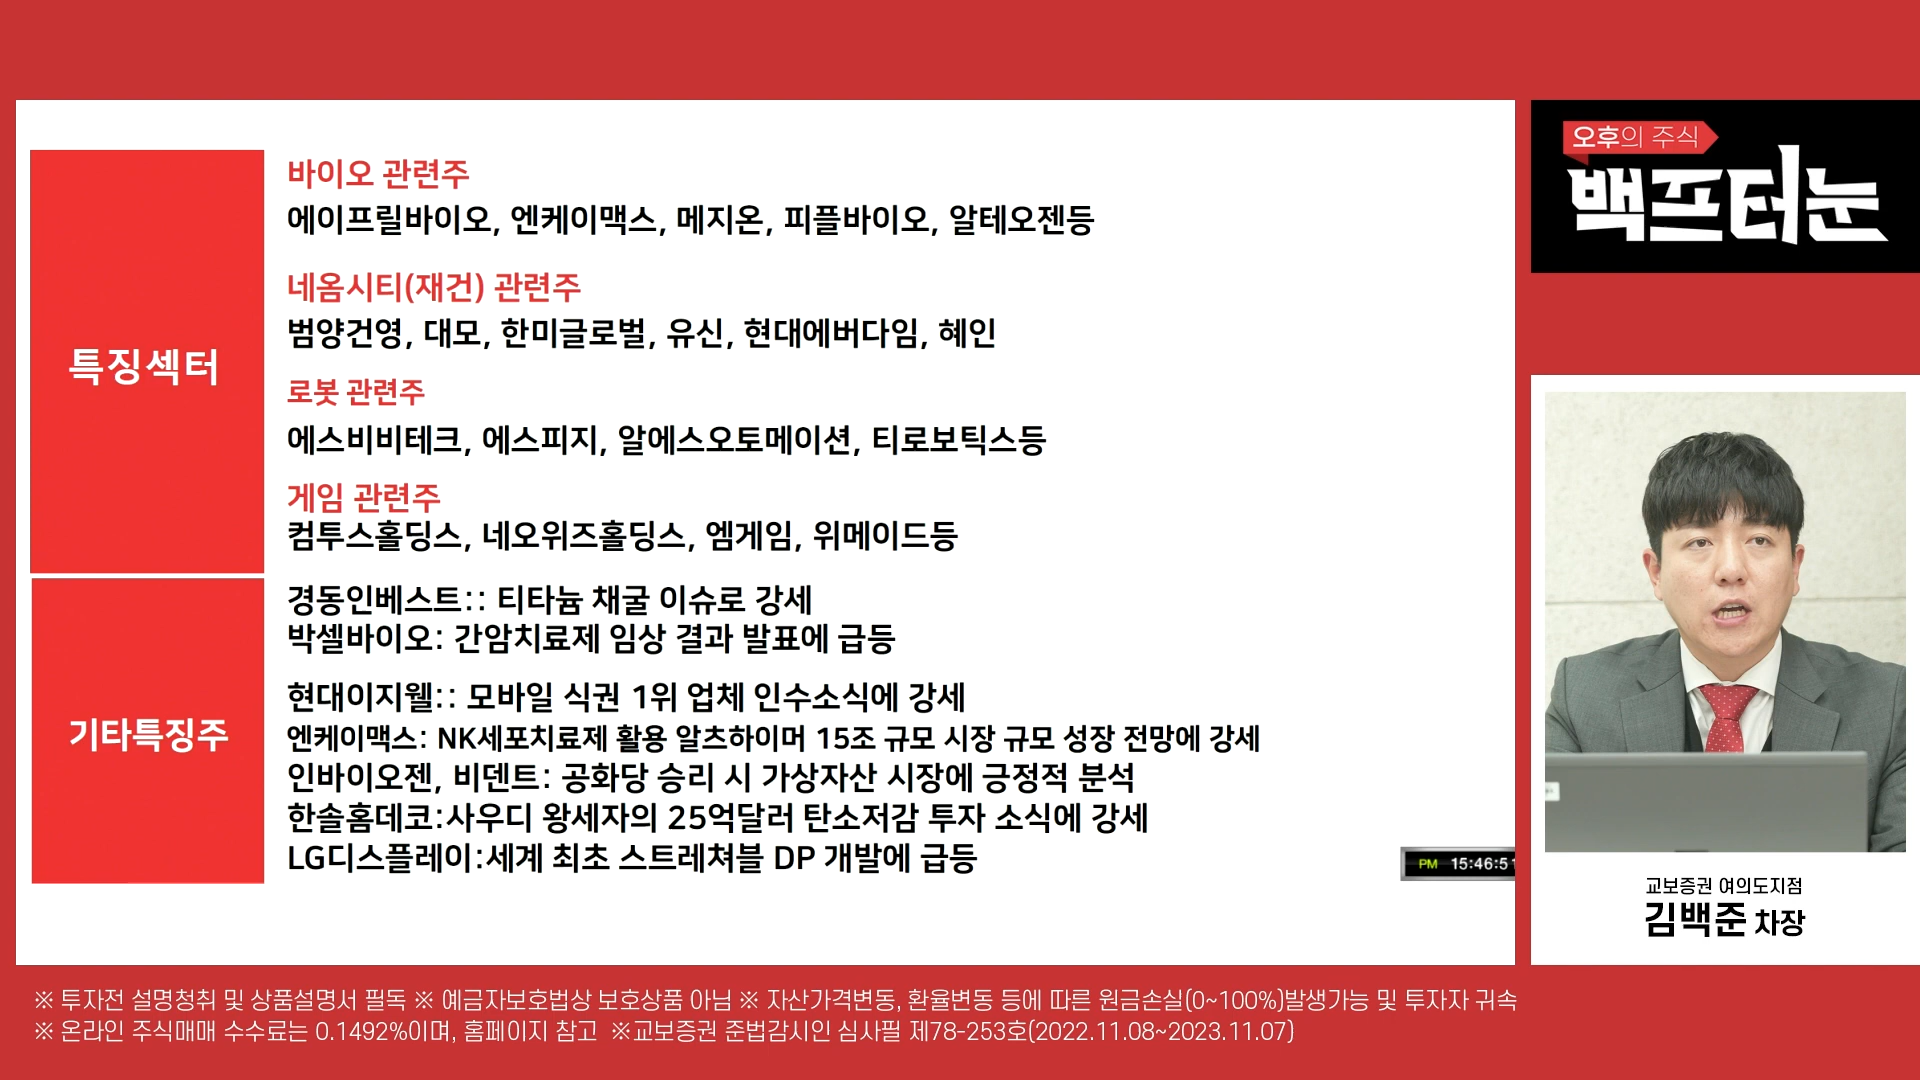 특징섹터
바이오 관련주
에이프릴바이오, 엔케이맥스, 메지온, 피플바이오, 알테오젠등
네옴시티(재건) 관련주
범양건영, 대모, 한미글로벌, 유신, 현대에버다임, 혜인
로봇 관련주
에스비비테크, 에스피지, 알에스오토메이션, 티로보틱스등
게임 관련주
컴투스홀딩스, 네오위즈홀딩스, 엠게임, 위메이드등
기타특징주
경동인베스트:: 티타늄 채굴 이슈로 강세
박셀바이오: 간암치료제 임상 결과 발표에 급등
현대이지웰:: 모바일 식권 1위 업체 인수소식에 강세
엔케이맥스: NK세포치료제 활용 알츠하이머 15조 규모 시장 규모 성장 전망에 강세
인바이오젠, 비덴트: 공화당 승리 시 가상자산 시장에 긍정적 분석
한솔홈데코:사우디 왕세자의 25억달러 탄소저감 투자 소식에 강세
LG디스플레이:세계 최초 스트레쳐블 DP 개발에 급등
PM 15:46:51
오후의 주식
백프터눈
교보증권 여의도지점
김백준 차장
※ 투자전 설명청취 및 상품설명서 필독 ※ 예금자보호법상 보호상품 아님 ※ 자산가격변동, 환율변동 등에 따른 원금손실(0~100%)발생가능 및 투자자 귀속
※ 온라인 주식매매 수수료는 0.1492%이며, 홈페이지 참고 ※교보증권 준법감시인 심사필 제78-253호(2022.11.08~2023.11.07)